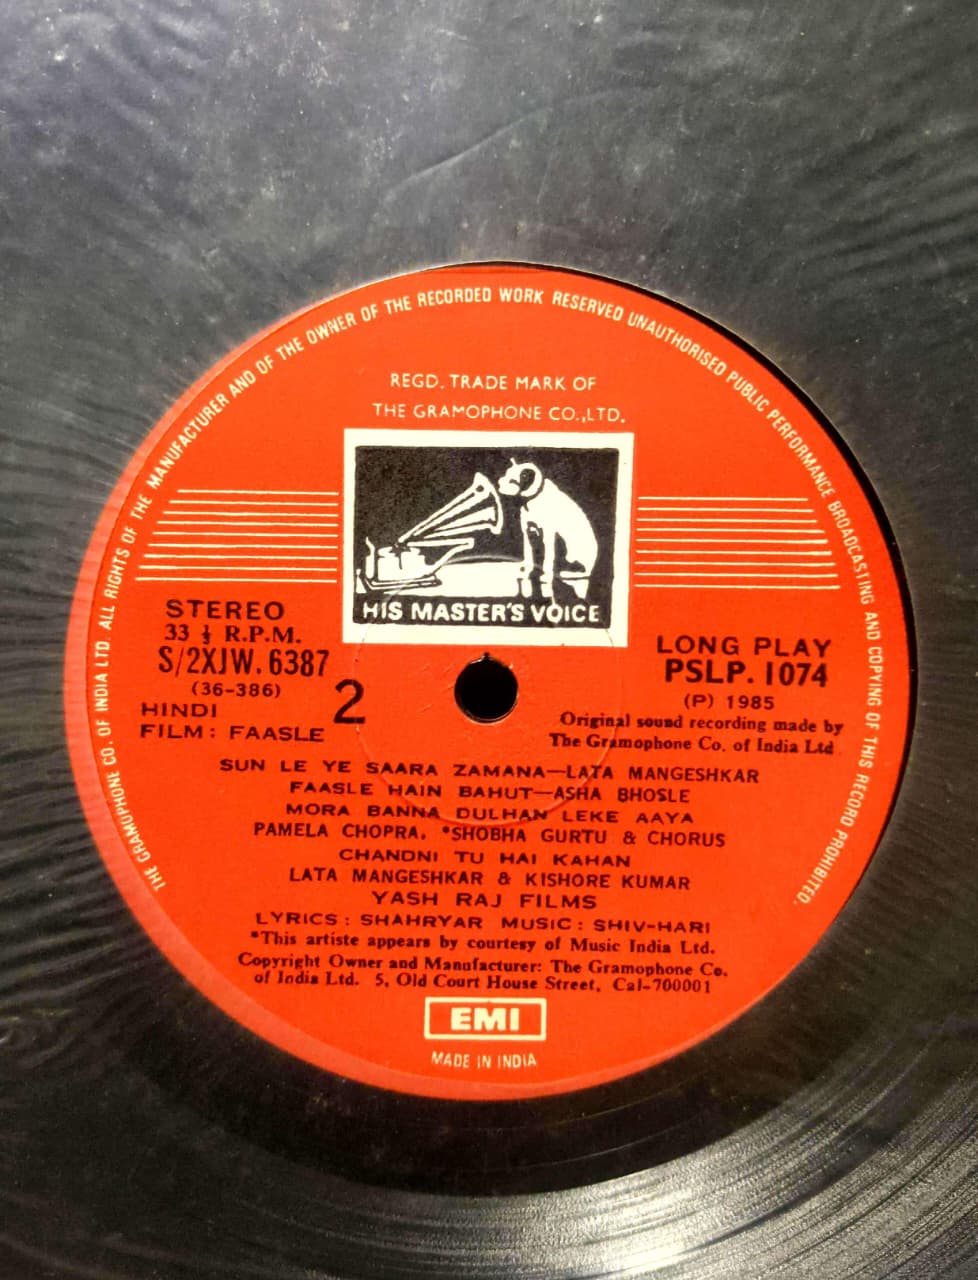 THE GRAMOPHONE CO. OF INDIA LTD. ALL RIGHTS OF THE MANUFACTURER AND OF THE OWNER OF THE RECORDED WORK RESERVED UNAUTHORISED PUBLIC PERFORMANCE BROADCASTING AND COPYING OF THIS RECORD PROHIBITED.
REGD. TRADE MARK OF
THE GRAMOPHONE CO.,LTD.
HIS MASTER'S VOICE
STEREO
33 ⅓ R.P.M.
S/2XJW. 6387
(36-386)
2
HINDI
FILM : FAASLE
LONG PLAY
PSLP. 1074
(P) 1985
Original sound recording made by
The Gramophone Co. of India Ltd
SUN LE YE SAARA ZAMANA—LATA MANGESHKAR
FAASLE HAIN BAHUT—ASHA BHOSLE
MORA BANNA DULHAN LEKE AAYA
PAMELA CHOPRA, *SHOBHA GURTU & CHORUS
CHANDNI TU HAI KAHAN
LATA MANGESHKAR & KISHORE KUMAR
YASH RAJ FILMS
LYRICS : SHAHRYAR MUSIC : SHIV-HARI
*This artiste appears by courtesy of Music India Ltd.
Copyright Owner and Manufacturer: The Gramophone Co.
of India Ltd. 5, Old Court House Street, Cal-700001
EMI
MADE IN INDIA